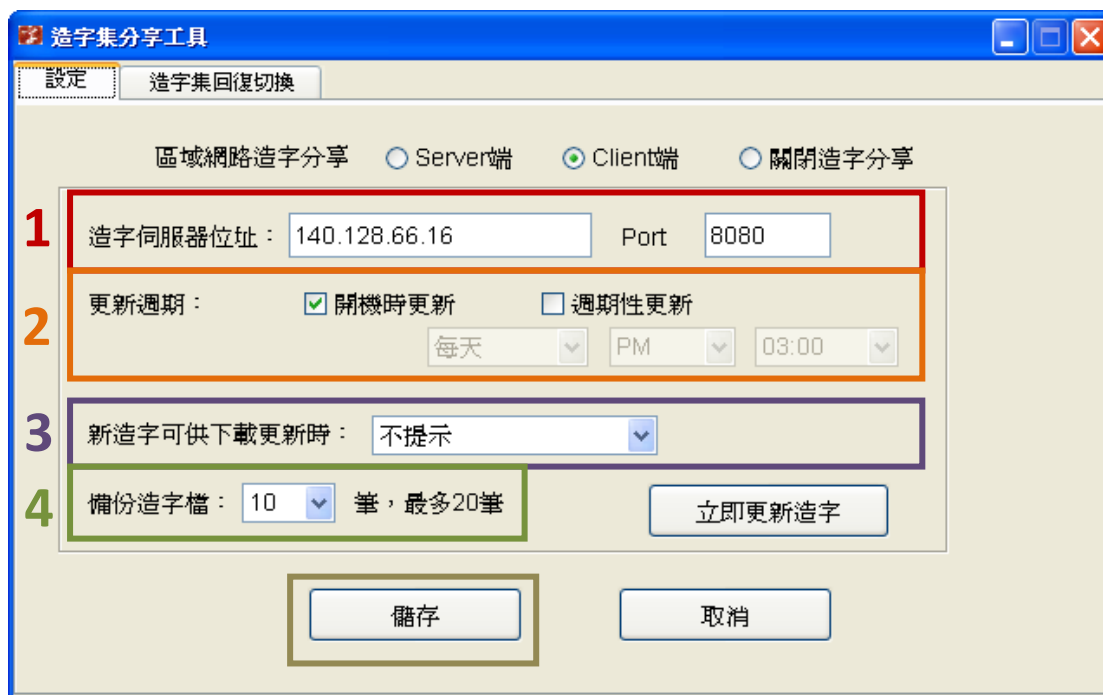 造字集分享工具
設定 造字集回復切換
區域網路造字分享 Server端 Client端 關閉造字分享
1 造字伺服器位址： 140.128.66.16 Port 8080
2 更新週期： 開機時更新 週期性更新
每天 PM 03:00
3 新造字可供下載更新時： 不提示
4 備份造字檔： 10 筆，最多20筆 立即更新造字
儲存 取消